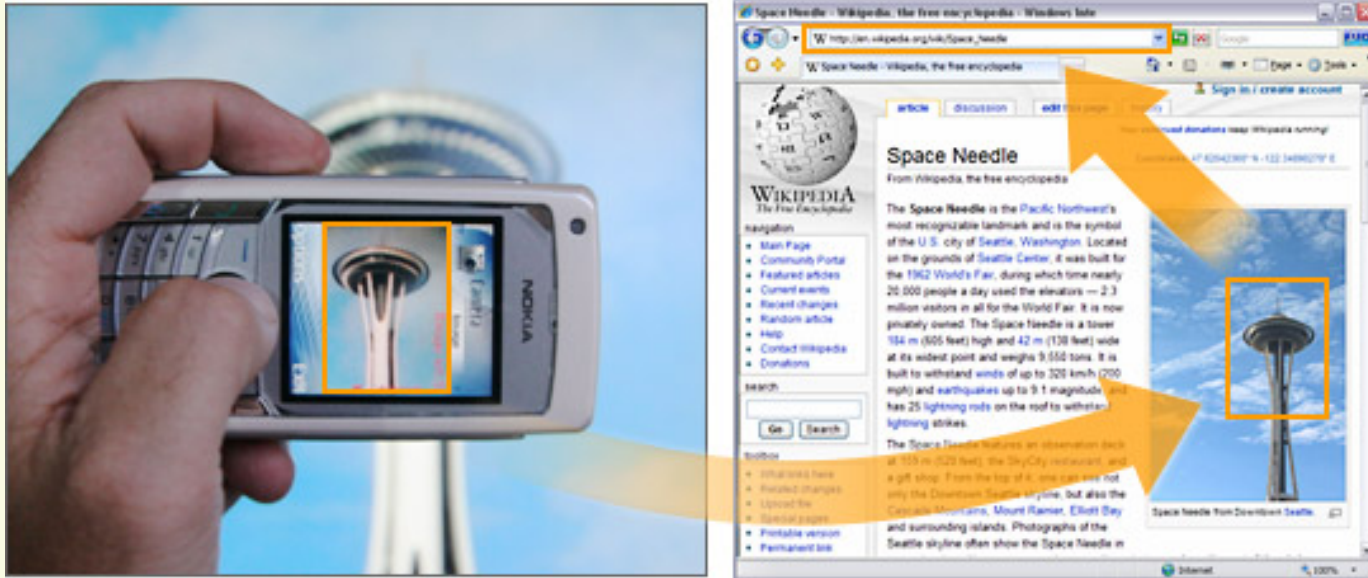 NOKIA
Space Needle - Wikipedia, the free encyclopedia - Windows Inte
http://en.wikipedia.org/wiki/Space_Needle
Google
Space Needle - Wikipedia, the free encyclopedia
Page
Tools
Sign in / create account
article
discussion
edit this page
continued donations keep Wikipedia running!
Space Needle
From Wikipedia, the free encyclopedia
WIKIPEDIA
The Free Encyclopedia
navigation
Main Page
Community Portal
Featured articles
Current events
Recent changes
Random article
Help
Contact Wikipedia
Donations
search
Go
Search
toolbox
What links here
Related changes
Upload file
Special pages
Printable version
Permanent link
The Space Needle is the Pacific Northwest's
most recognizable landmark and is the symbol
of the U.S. city of Seattle, Washington. Located
on the grounds of Seattle Center, it was built for
the 1962 World's Fair, during which time nearly
20,000 people a day used the elevators — 2.3
million visitors in all for the World Fair. It is now
privately owned. The Space Needle is a tower
184 m (605 feet) high and 42 m (138 feet) wide
at its widest point and weighs 9,550 tons. It is
built to withstand winds of up to 320 km/h (200
mph) and earthquakes up to 9.1 magnitude, and
has 25 lightning rods on the roof to withstand
lightning strikes.
The Space Needle features an observation deck
at 159 m (520 feet), the SkyCity restaurant, and
a gift shop. From the top of it, one can see not
only the Downtown Seattle skyline, but also the
Cascade Mountains, Mount Rainier, Elliott Bay
and surrounding islands. Photographs of the
Seattle skyline often show the Space Needle in
Space Needle from Downtown Seattle.
Internet
100%